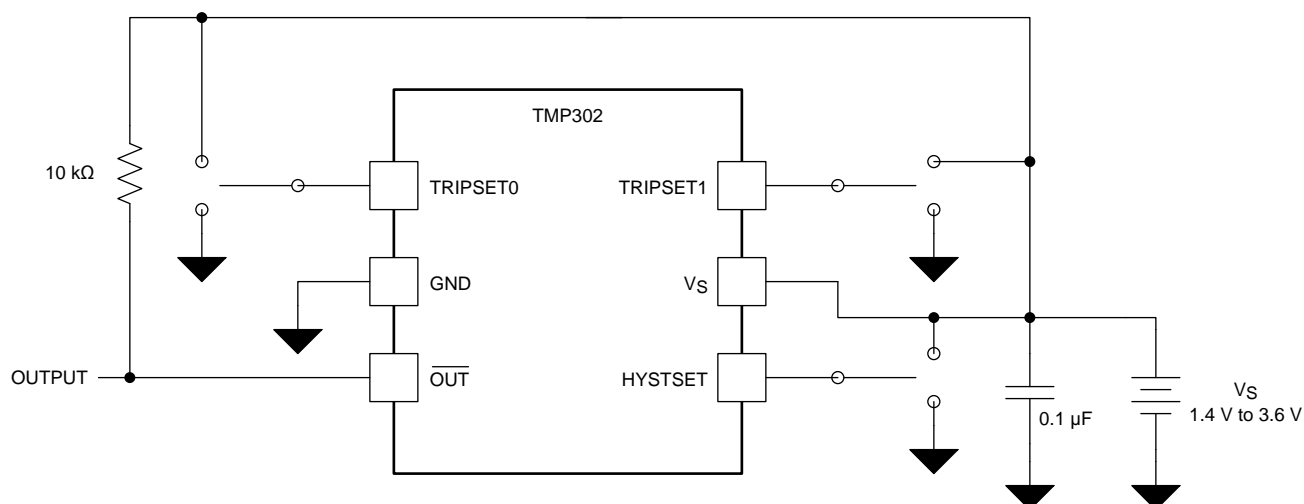 TMP302
10 kΩ
TRIPSET0
TRIPSET1
GND
VS
OUTPUT
OUT
HYSTSET
0.1 µF
VS
1.4 V to 3.6 V